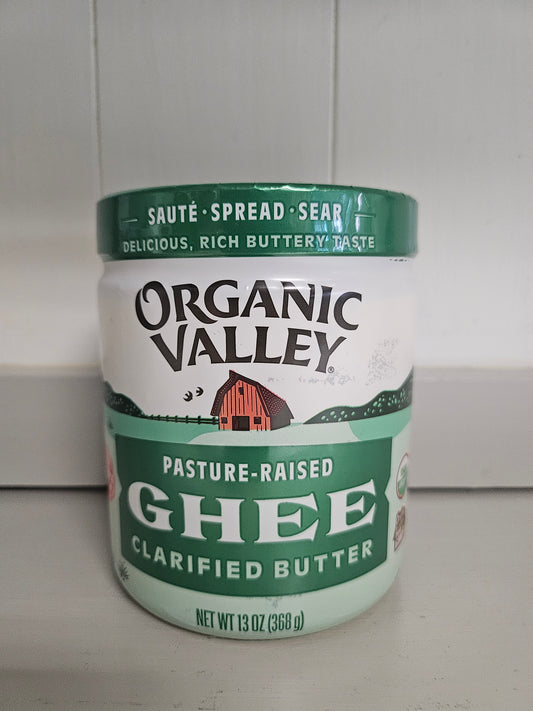 SAUTÉ · SPREAD · SEAR
DELICIOUS, RICH BUTTERY TASTE
ORGANIC
VALLEY®
PASTURE-RAISED
GHEE
CLARIFIED BUTTER
NET WT 13 OZ (368 g)